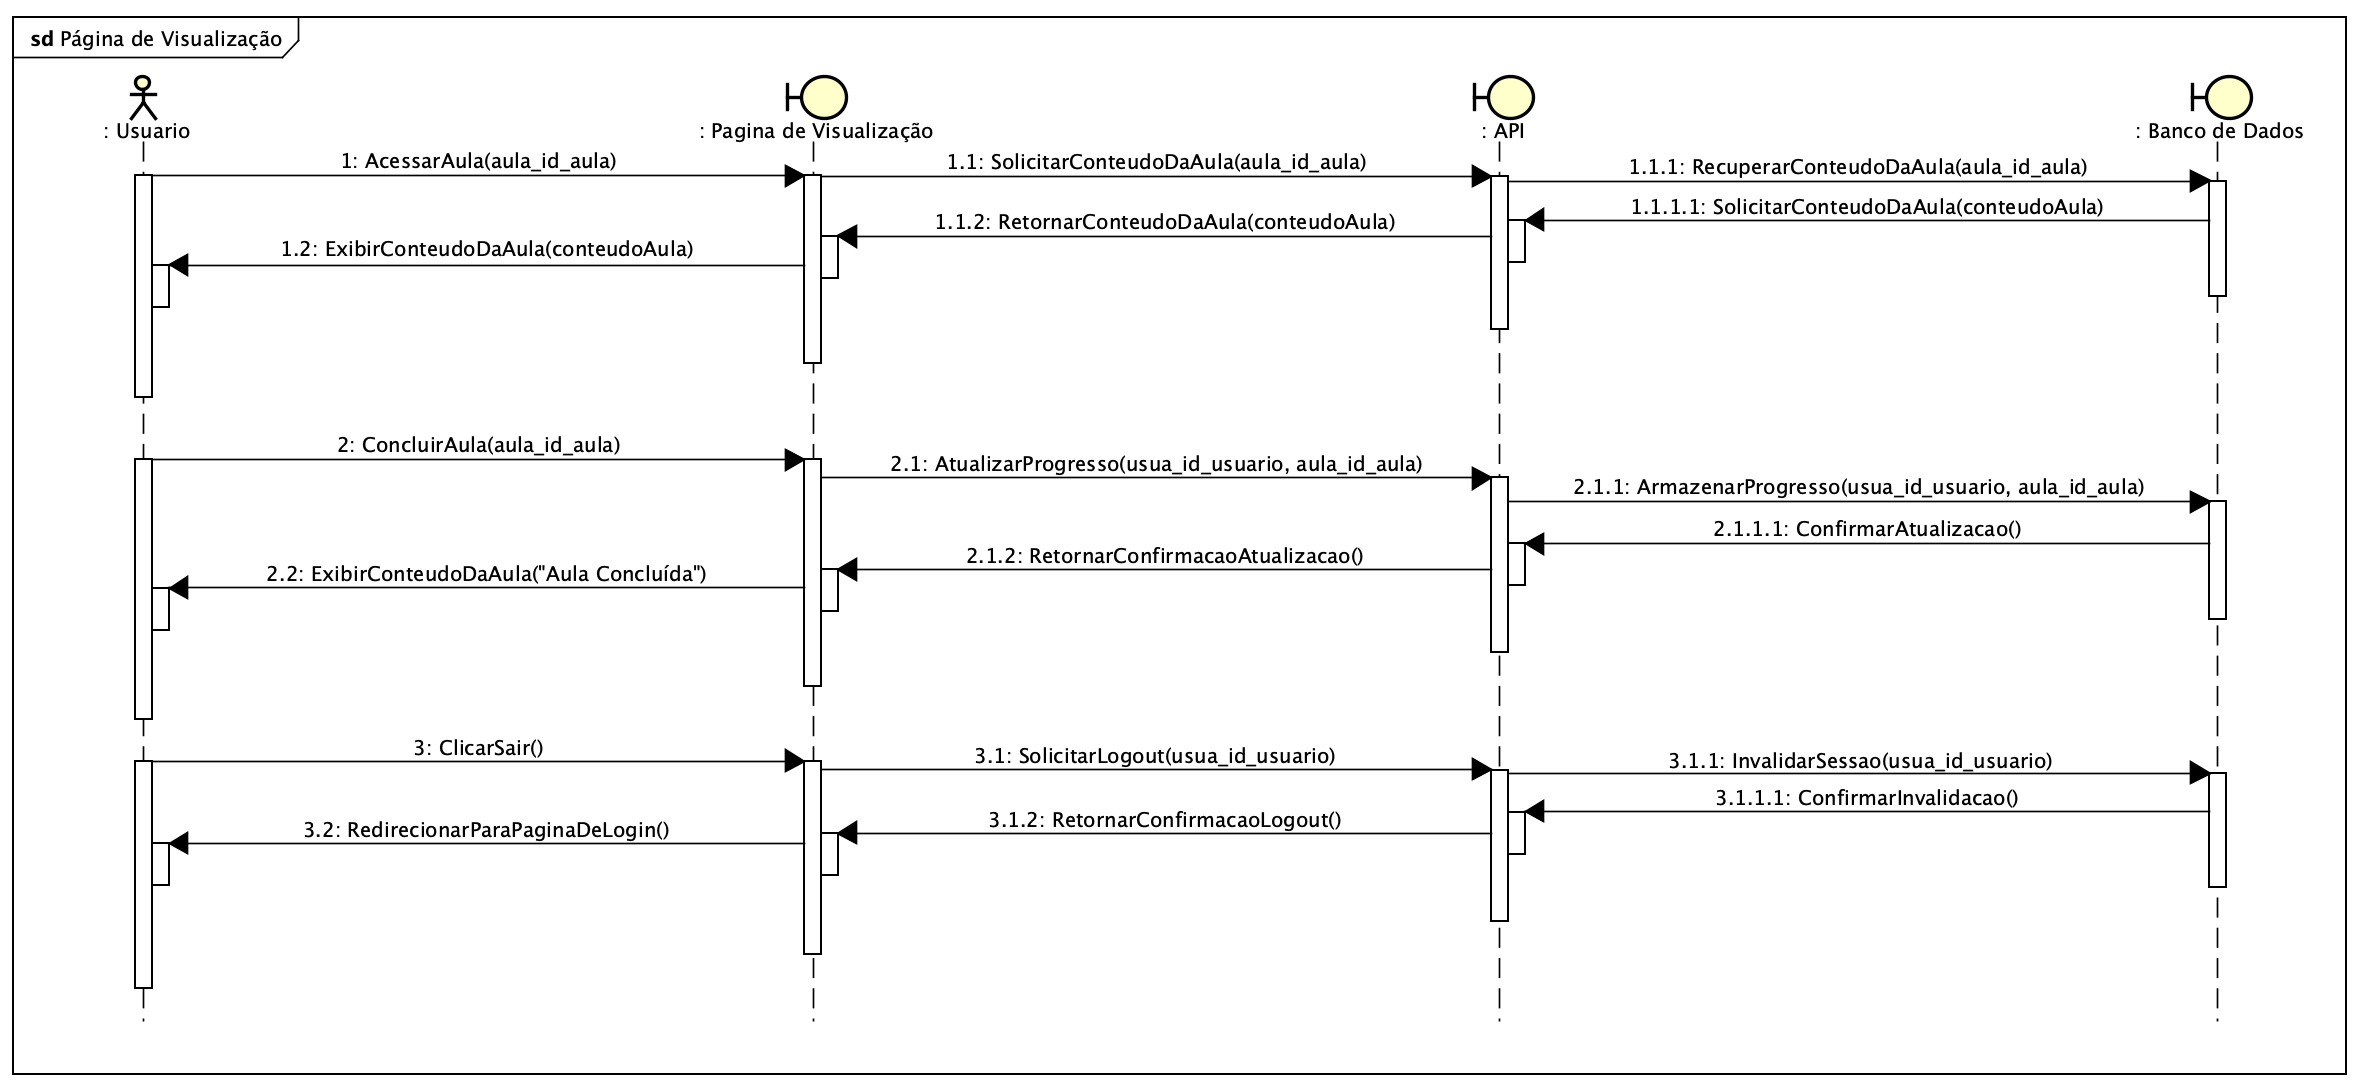 sd Página de Visualização
: Usuario
: Pagina de Visualização
: API
: Banco de Dados
1: AcessarAula(aula_id_aula)
1.1: SolicitarConteudoDaAula(aula_id_aula)
1.1.1: RecuperarConteudoDaAula(aula_id_aula)
1.1.1.1: SolicitarConteudoDaAula(conteudoAula)
1.1.2: RetornarConteudoDaAula(conteudoAula)
1.2: ExibirConteudoDaAula(conteudoAula)
2: ConcluirAula(aula_id_aula)
2.1: AtualizarProgresso(usua_id_usuario, aula_id_aula)
2.1.1: ArmazenarProgresso(usua_id_usuario, aula_id_aula)
2.1.1.1: ConfirmarAtualizacao()
2.1.2: RetornarConfirmacaoAtualizacao()
2.2: ExibirConteudoDaAula("Aula Concluída")
3: ClicarSair()
3.1: SolicitarLogout(usua_id_usuario)
3.1.1: InvalidarSessao(usua_id_usuario)
3.1.1.1: ConfirmarInvalidacao()
3.1.2: RetornarConfirmacaoLogout()
3.2: RedirecionarParaPaginaDeLogin()